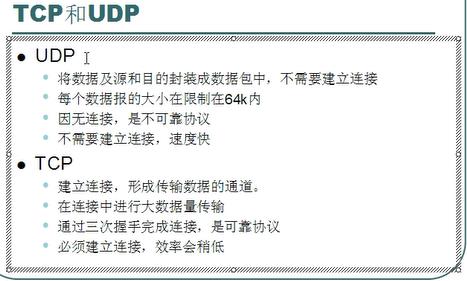 TCP和UDP
UDP
将数据及源和目的封装成数据包中，不需要建立连接
每个数据报的大小在限制在64k内
因无连接，是不可靠协议
不需要建立连接，速度快
TCP
建立连接，形成传输数据的通道。
在连接中进行大数据量传输
通过三次握手完成连接，是可靠协议
必须建立连接，效率会稍低